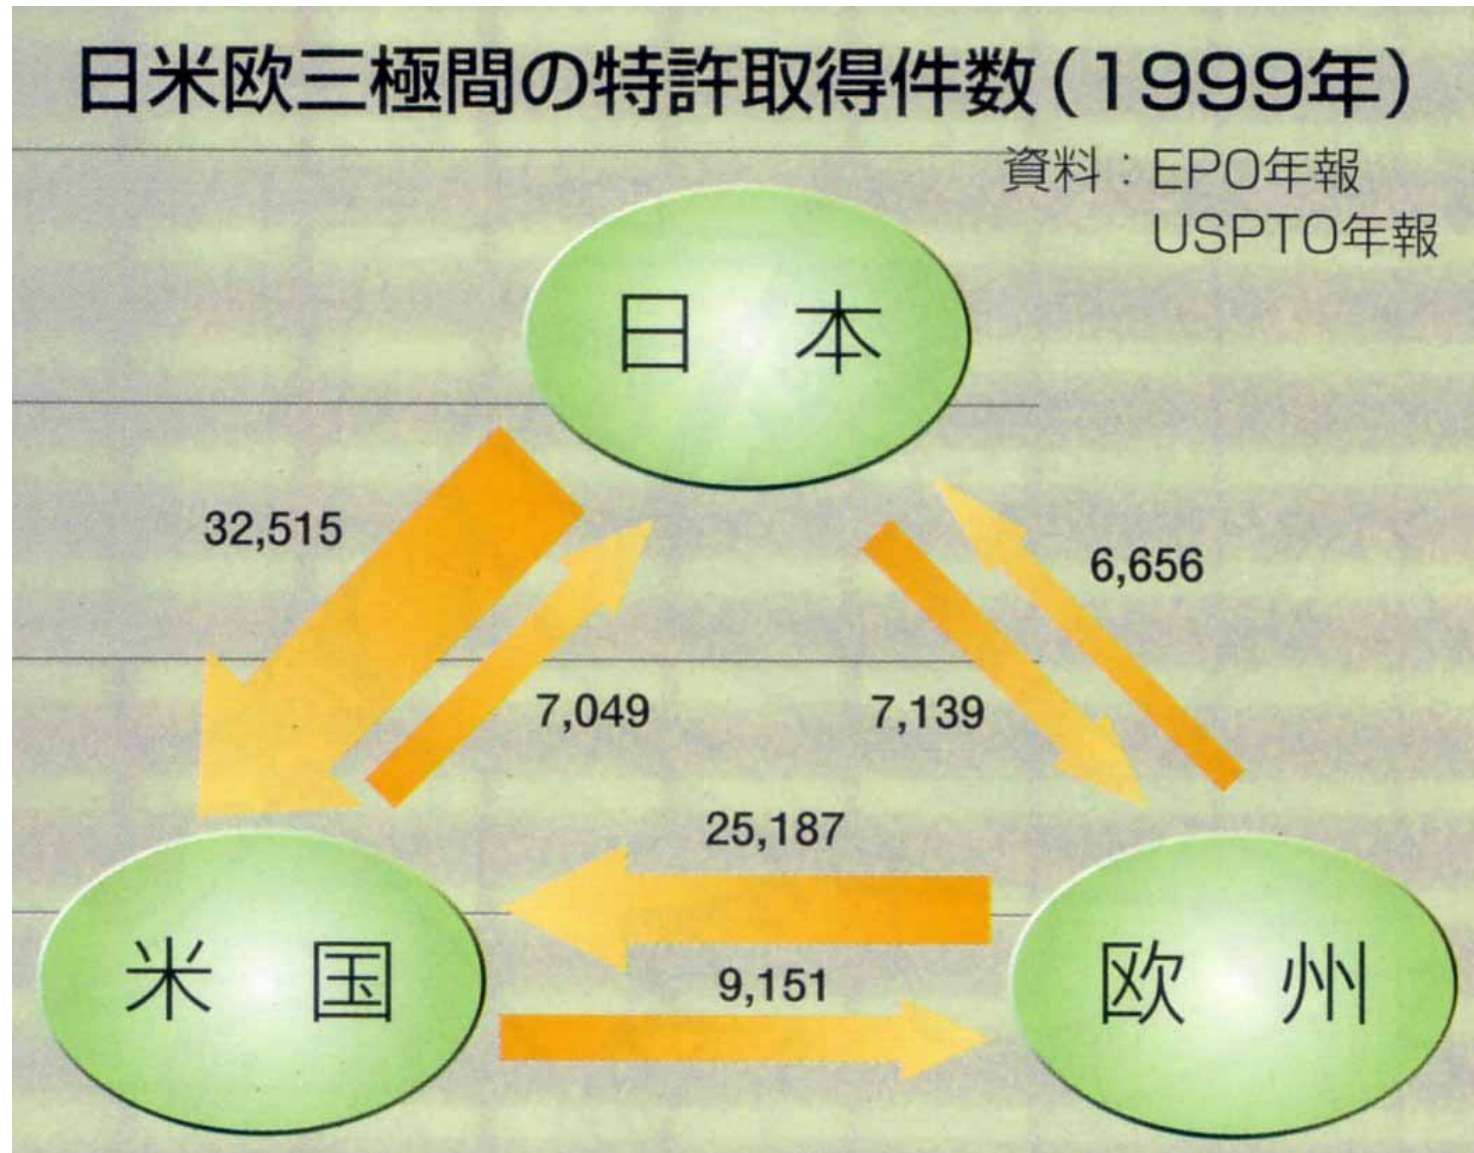 日米欧三極間の特許取得件数(1999年)
資料:EPO年報
USPTO年報
日 本
32,515
6,656
7,049
7,139
25,187
米 国
欧 州
9,151